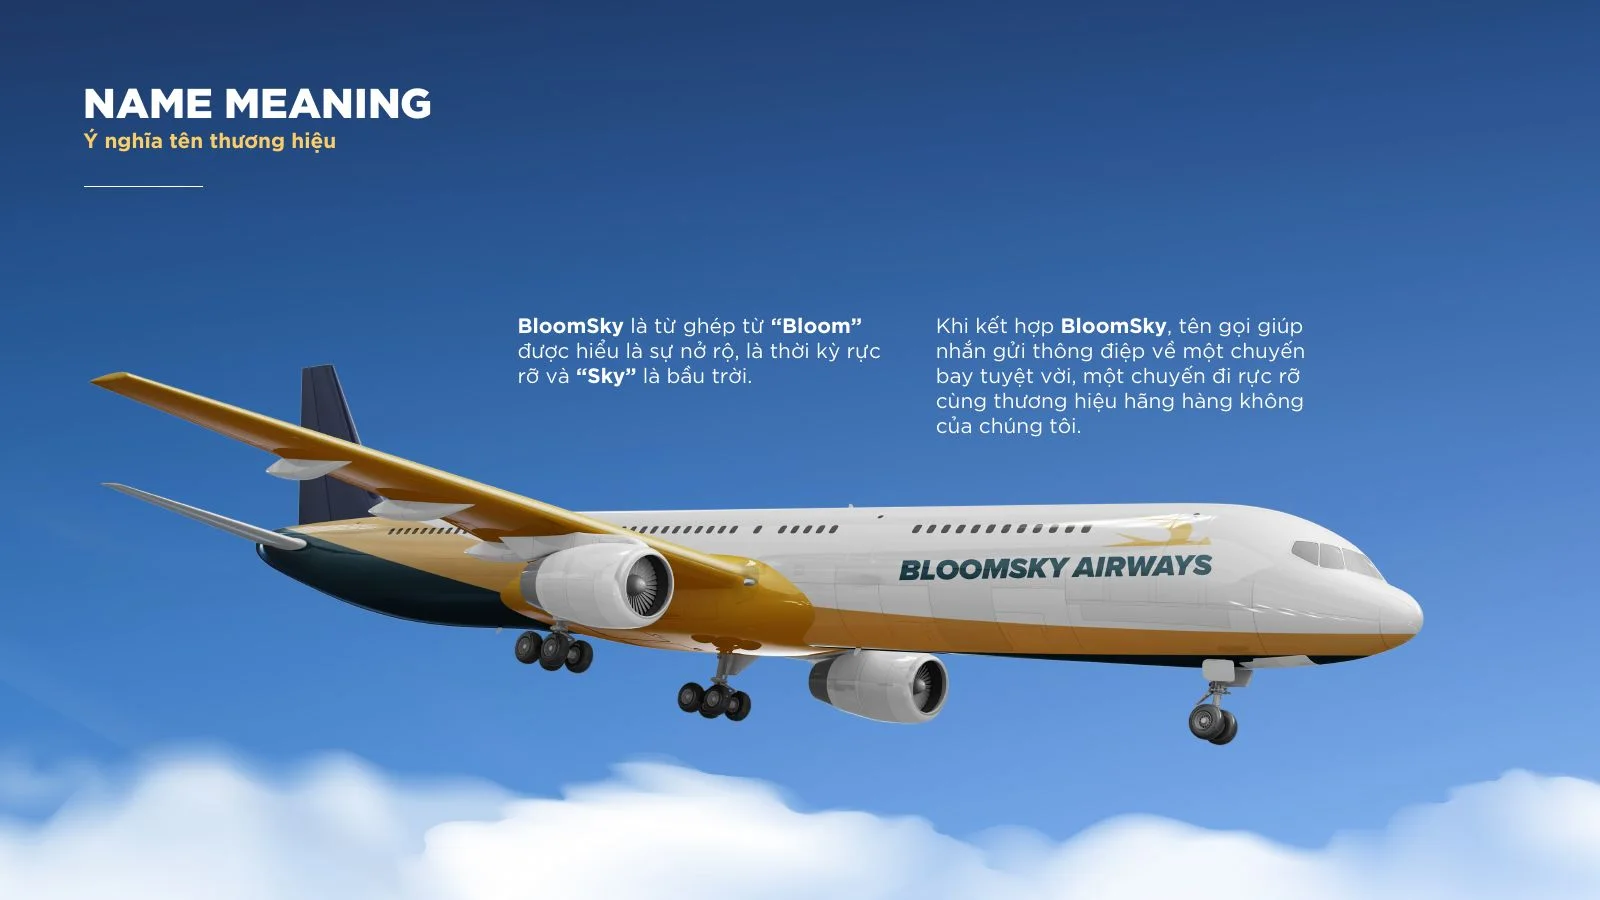 NAME MEANING
Ý nghĩa tên thương hiệu
BloomSky là từ ghép từ “Bloom”
được hiểu là sự nở rộ, là thời kỳ rực
rỡ và “Sky” là bầu trời.
Khi kết hợp BloomSky, tên gọi giúp
nhắn gửi thông điệp về một chuyến
bay tuyệt vời, một chuyến đi rực rỡ
cùng thương hiệu hãng hàng không
của chúng tôi.
BLOOMSKY AIRWAYS